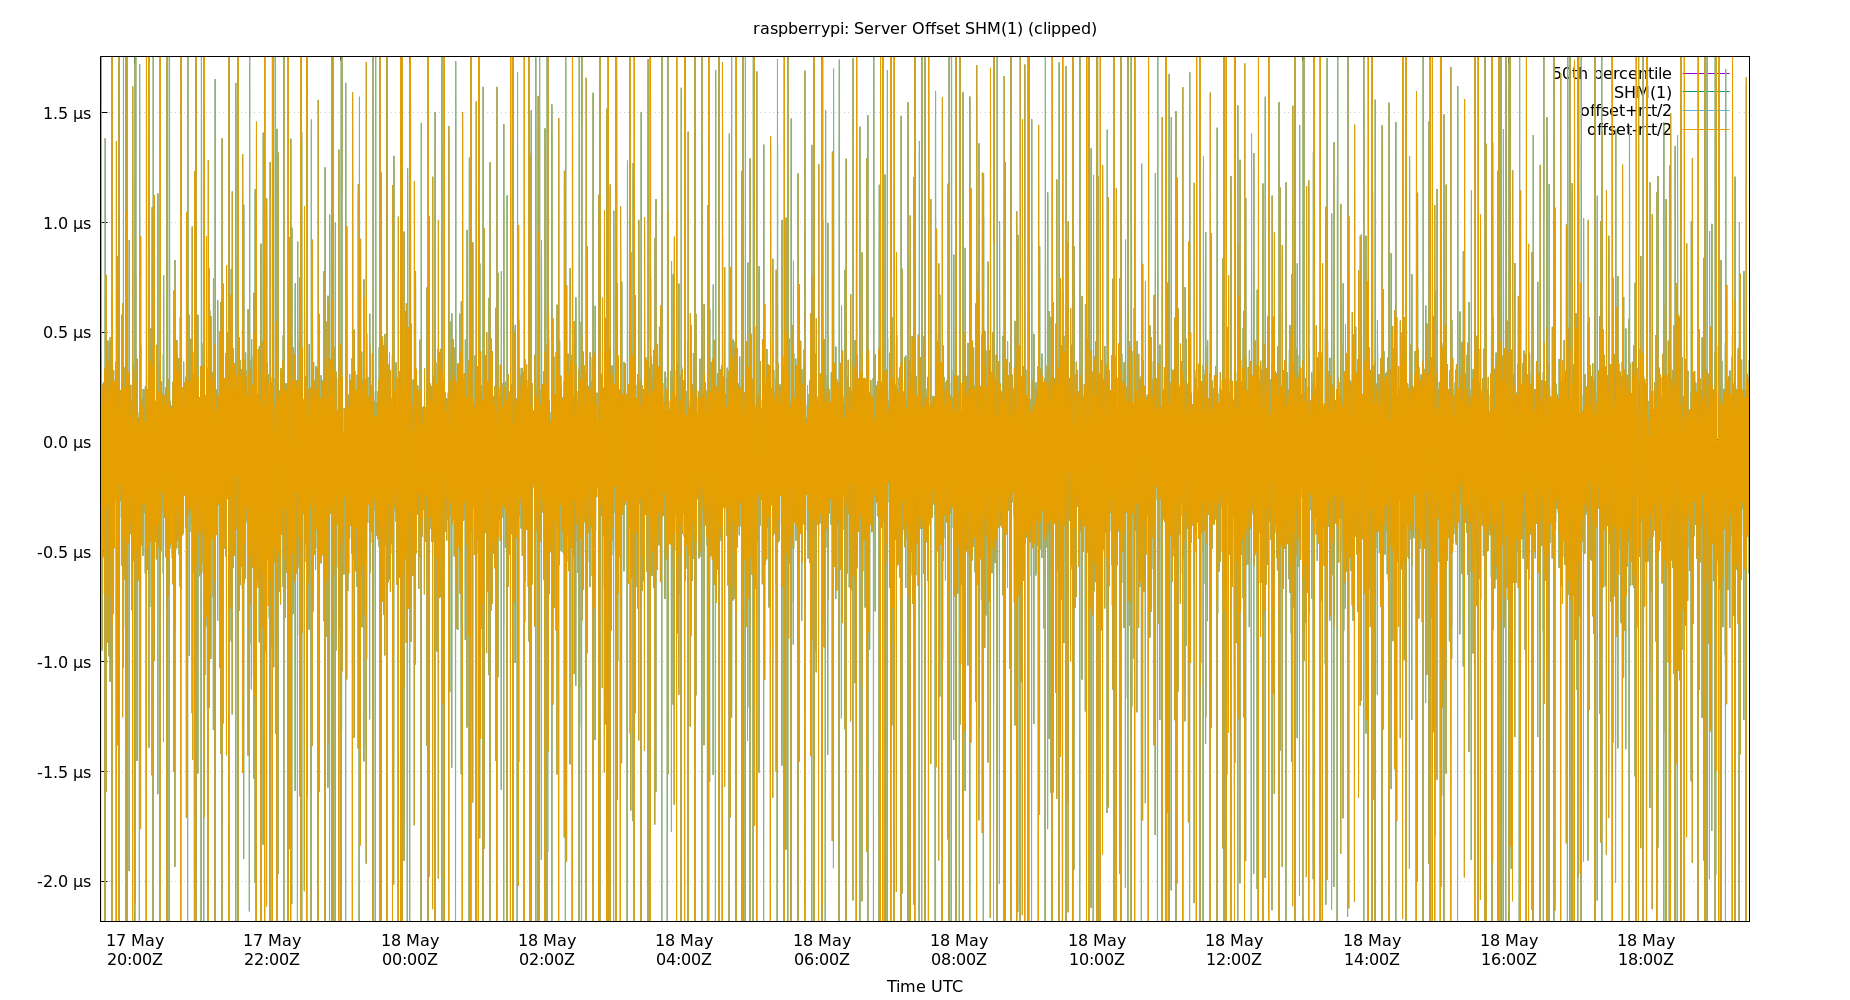 raspberrypi: Server Offset SHM(1) (clipped)
50th percentile
SHM(1)
offset+rtt/2
offset-rtt/2
1.5 µs
1.0 µs
0.5 µs
0.0 µs
-0.5 µs
-1.0 µs
-1.5 µs
-2.0 µs
17 May 17 May 18 May 18 May 18 May 18 May 18 May 18 May 18 May 18 May 18 May 18 May
20:00Z 22:00Z 00:00Z 02:00Z 04:00Z 06:00Z 08:00Z 10:00Z 12:00Z 14:00Z 16:00Z 18:00Z
Time UTC